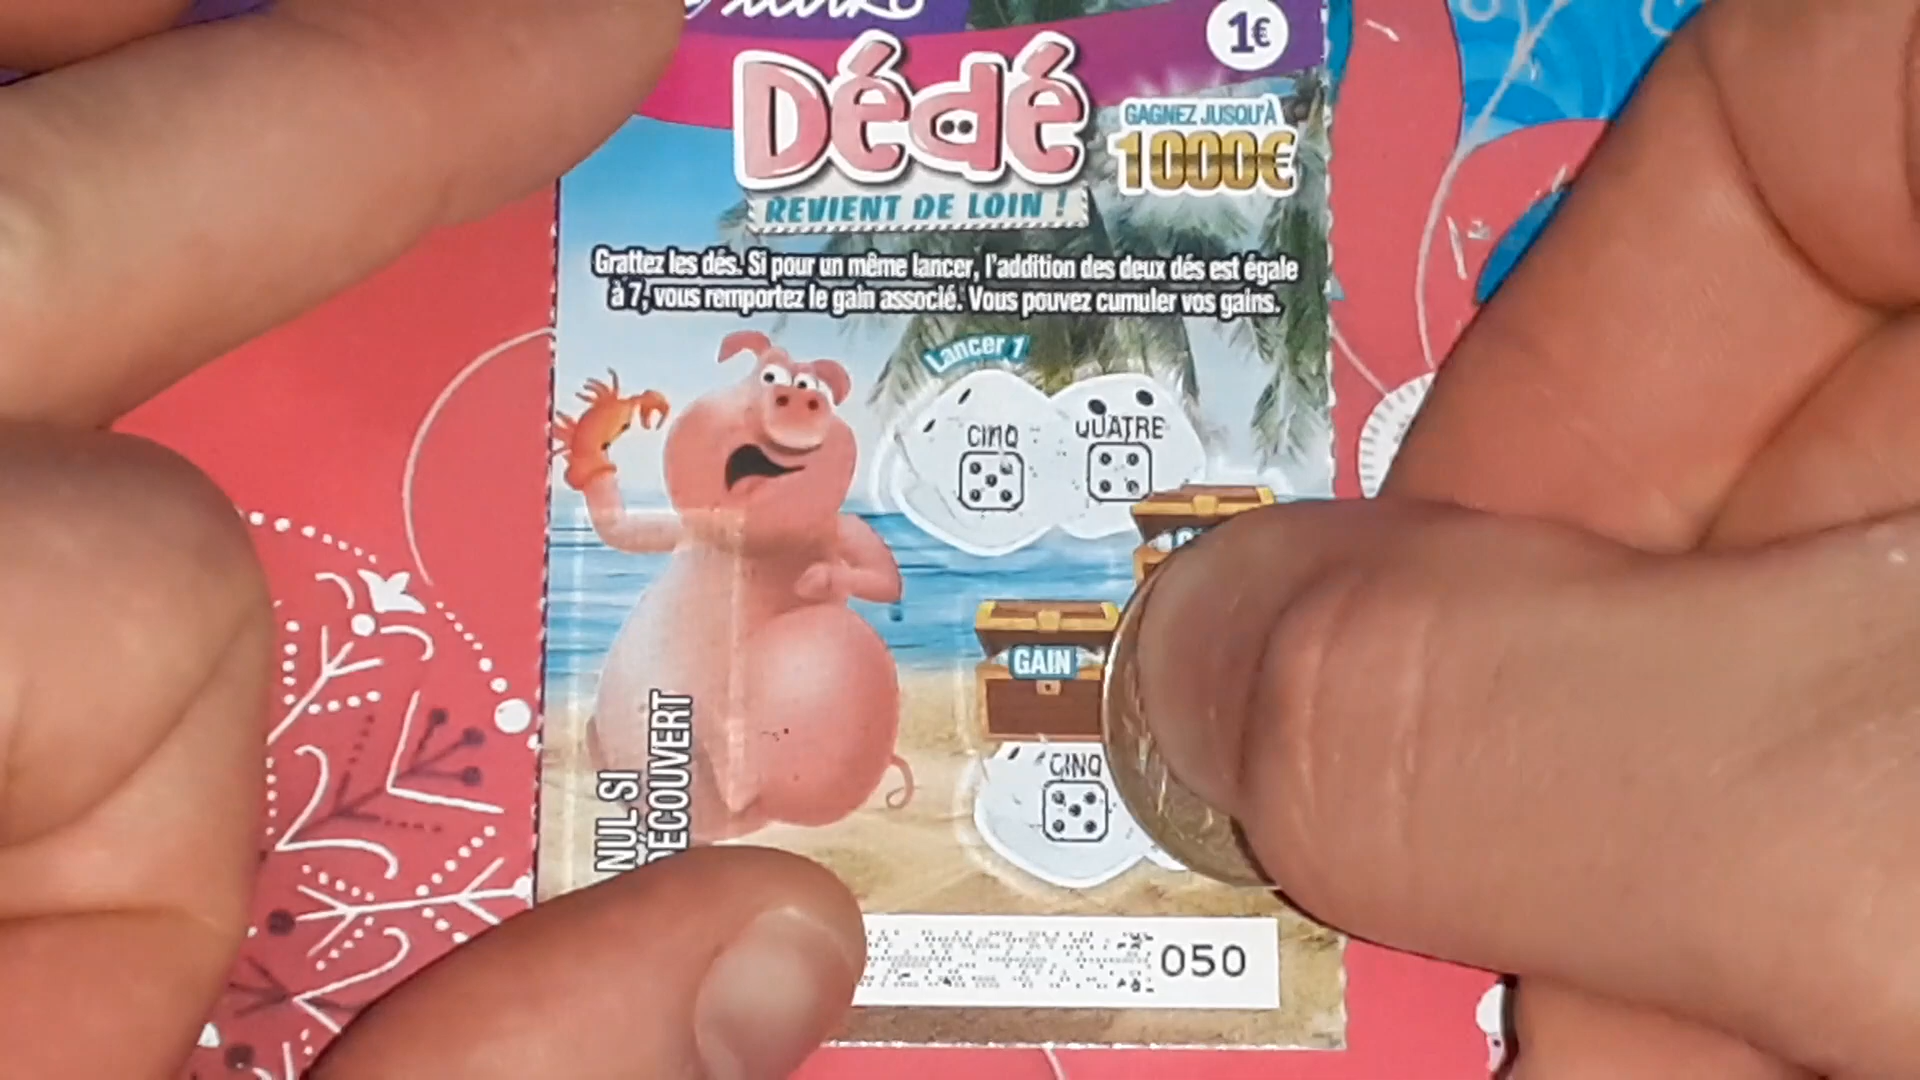 1€
Dédé
GAGNEZ JUSQU'À
1000€
REVIENT DE LOIN !
Grattez les dés. Si pour un même lancer, l'addition des deux dés est égale
à 7, vous remportez le gain associé. Vous pouvez cumuler vos gains.
Lancer 1
CINQ
QUATRE
GAIN
CINQ
NUL SI
DÉCOUVERT
050